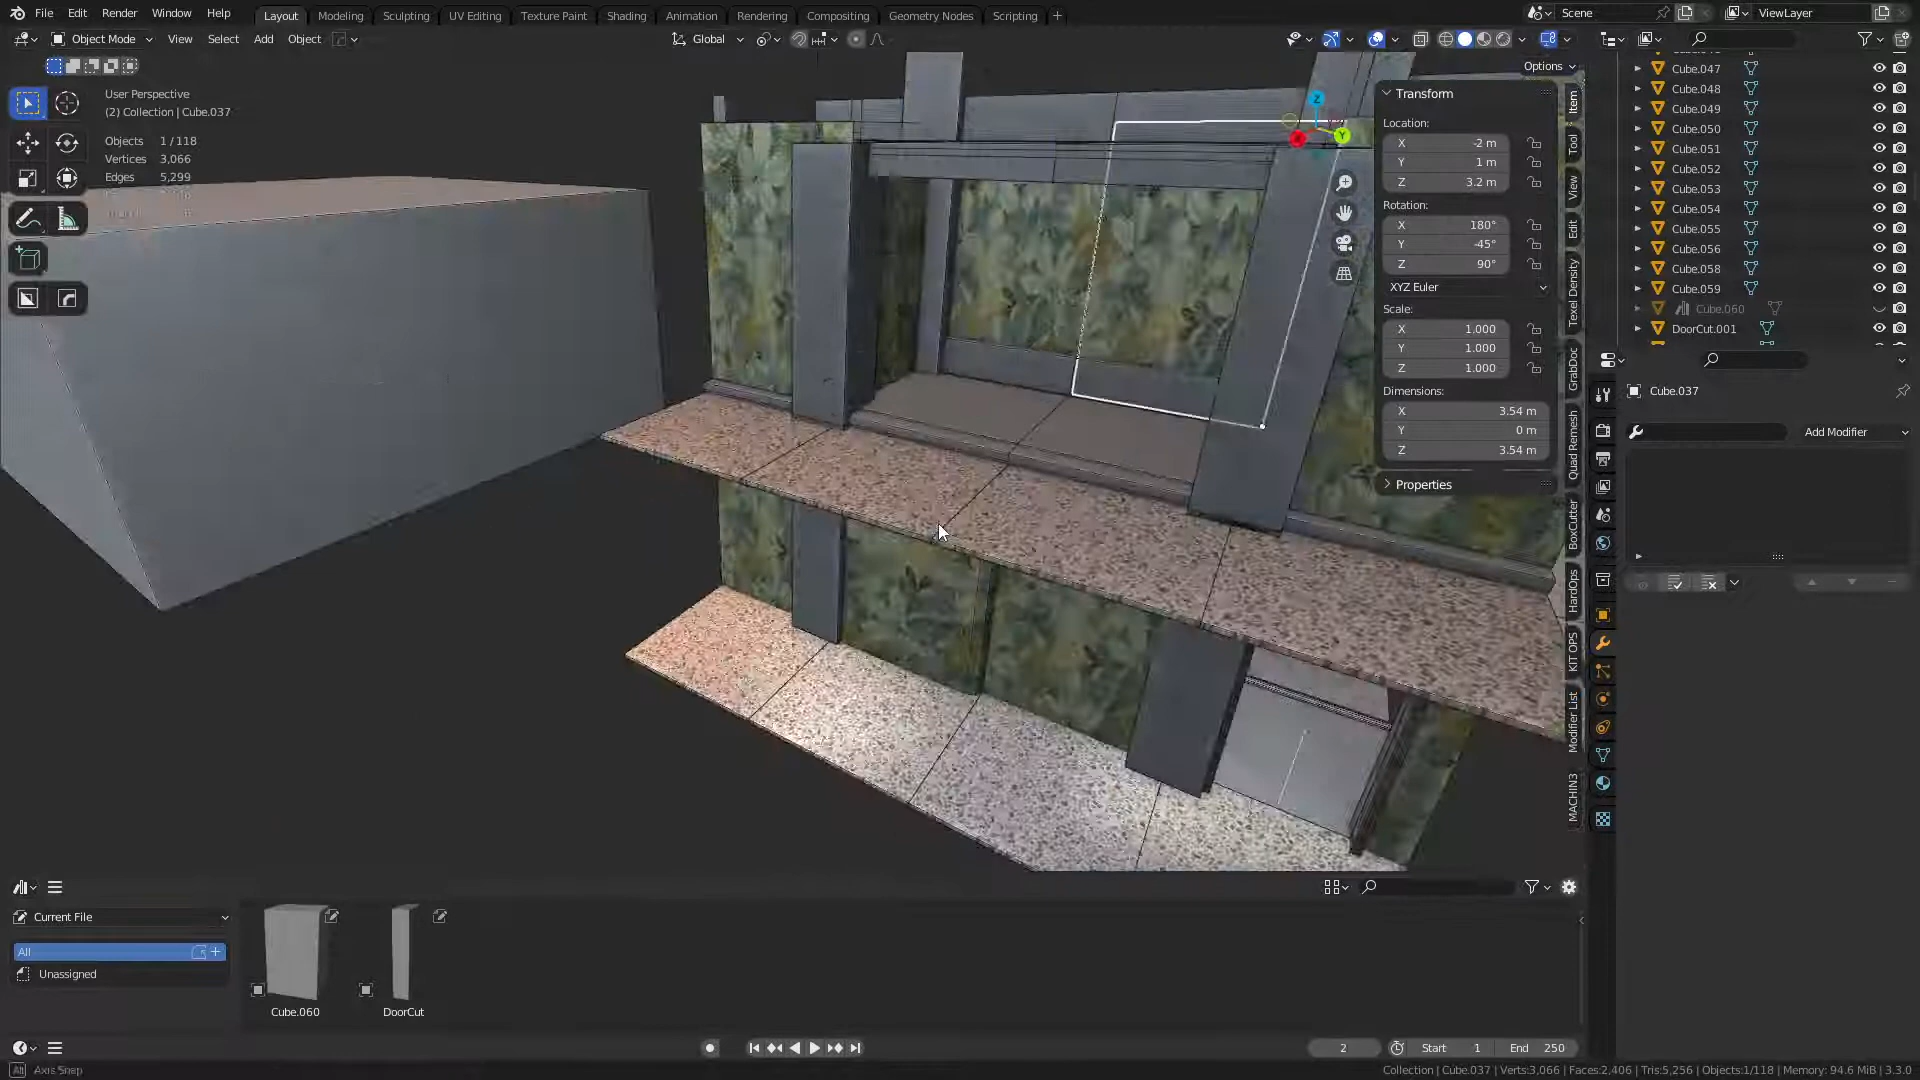 File Edit Render Window Help Layout Modeling Sculpting UV Editing Texture Paint Shading Animation Rendering Compositing Geometry Nodes Scripting + Scene ViewLayer
Object Mode View Select Add Object Global
Options
User Perspective
(2) Collection | Cube.037
Objects 1/118
Vertices 3,066
Edges 5,299
Transform
Location:
X -2 m
Y 1 m
Z 3.2 m
Rotation:
X 180°
Y -45°
Z 90°
XYZ Euler
Scale:
X 1.000
Y 1.000
Z 1.000
Dimensions:
X 3.54 m
Y 0 m
Z 3.54 m
Properties
Item
Tool
View
Edit
Texel Density
GrabDoc
Quad Remesh
BoxCutter
HardOps
KIT OPS
Modifier List
MACHIN3
Z
Y
Cube.047
Cube.048
Cube.049
Cube.050
Cube.051
Cube.052
Cube.053
Cube.054
Cube.055
Cube.056
Cube.058
Cube.059
Cube.060
DoorCut.001
Cube.037
Add Modifier
Current File
All
Unassigned
Cube.060
DoorCut
2 Start 1 End 250
Alt Axis Snap
Collection | Cube.037 | Verts:3,066 | Faces:2,406 | Tris:5,256 | Objects:1/118 | Memory: 94.6 MiB | 3.3.0